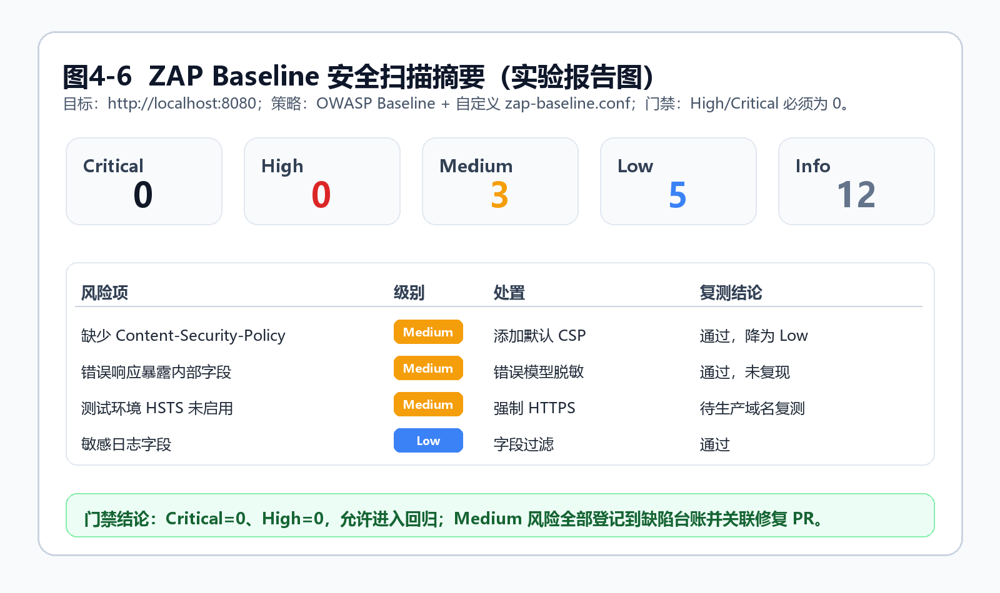 图4-6 ZAP Baseline 安全扫描摘要（实验报告图）
目标：http://localhost:8080；策略：OWASP Baseline + 自定义 zap-baseline.conf；门禁：High/Critical 必须为 0。
Critical High Medium Low Info
0 0 3 5 12
风险项 级别 处置 复测结论
缺少 Content-Security-Policy Medium 添加默认 CSP 通过，降为 Low
错误响应暴露内部字段 Medium 错误模型脱敏 通过，未复现
测试环境 HSTS 未启用 Medium 强制 HTTPS 待生产域名复测
敏感日志字段 Low 字段过滤 通过
门禁结论：Critical=0、High=0，允许进入回归；Medium 风险全部登记到缺陷台账并关联修复 PR。